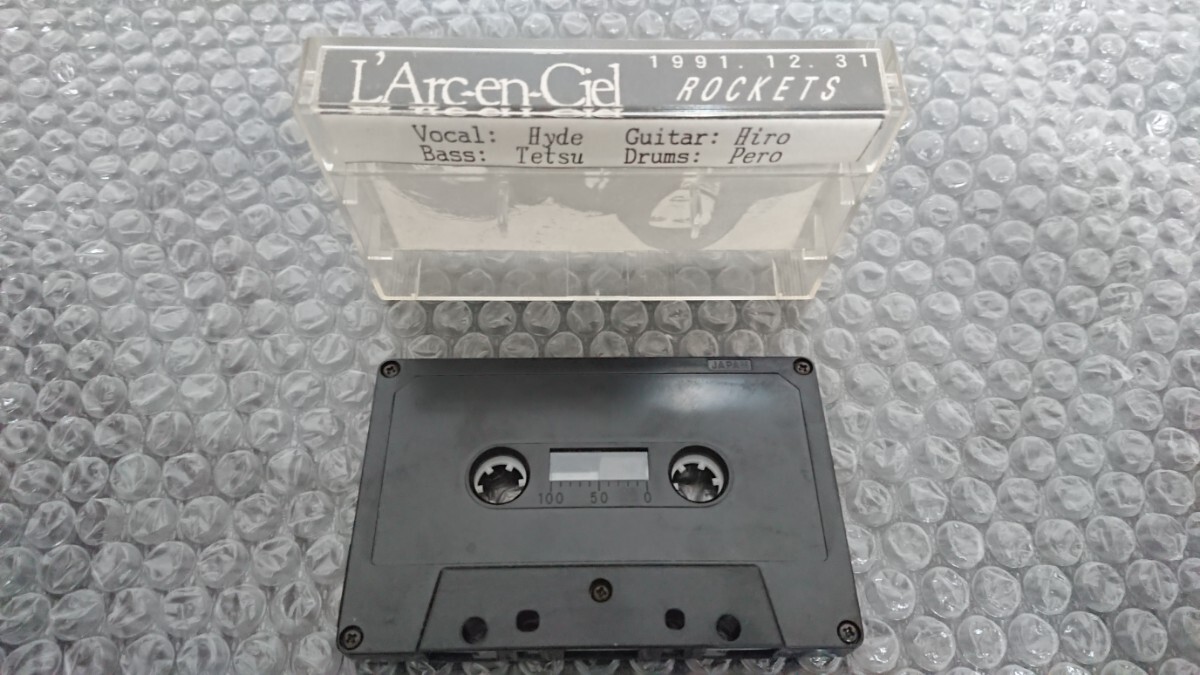 L'Arc-en-Ciel
1991. 12. 31
ROCKETS
Vocal: Hyde Guitar: Hiro
Bass: Tetsu Drums: Pero
JAPAN
100 50 0